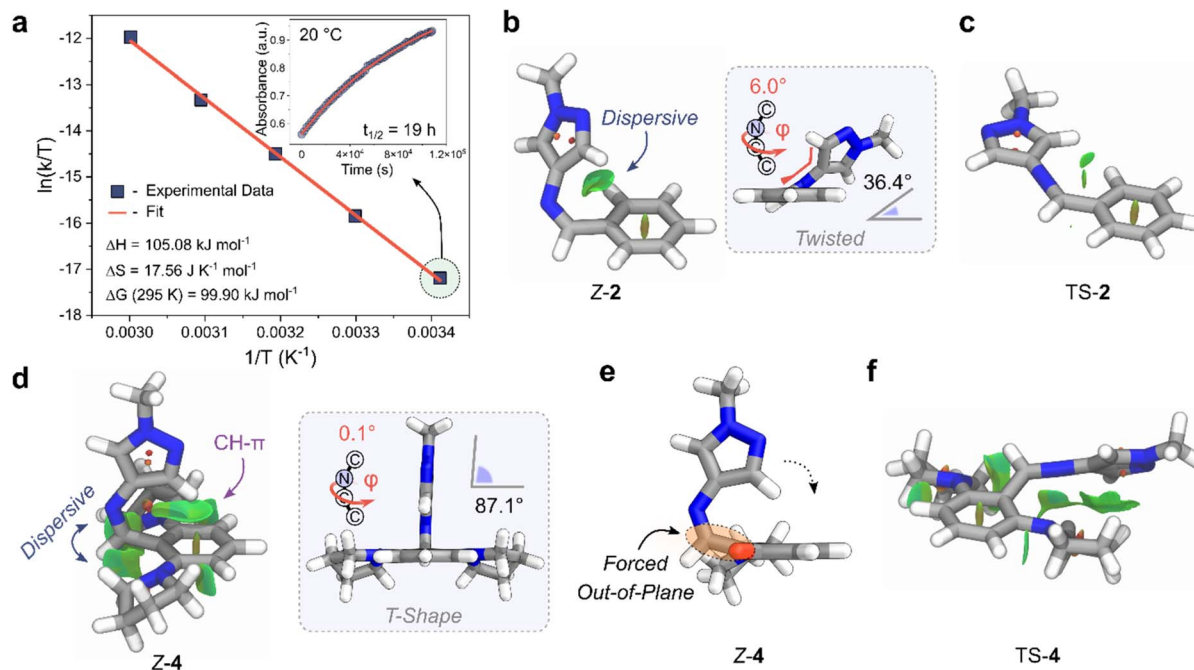 a
ln(k/T)
-12
-13
-14
-15
-16
-17
-18
0.0030
0.0031
0.0032
0.0033
0.0034
1/T (K⁻¹)
Absorbance (a.u.)
0.9
0.8
0.7
0.6
20 °C
t₁/₂ = 19 h
0
4×10⁴
8×10⁴
1.2×10⁵
Time (s)
- Experimental Data
- Fit
ΔH = 105.08 kJ mol⁻¹
ΔS = 17.56 J K⁻¹ mol⁻¹
ΔG (295 K) = 99.90 kJ mol⁻¹
b
Dispersive
Z-2
6.0°
C
N
C
C
φ
36.4°
Twisted
c
TS-2
d
CH-π
Dispersive
Z-4
0.1°
C
N
C
C
φ
87.1°
T-Shape
e
Forced
Out-of-Plane
Z-4
f
TS-4